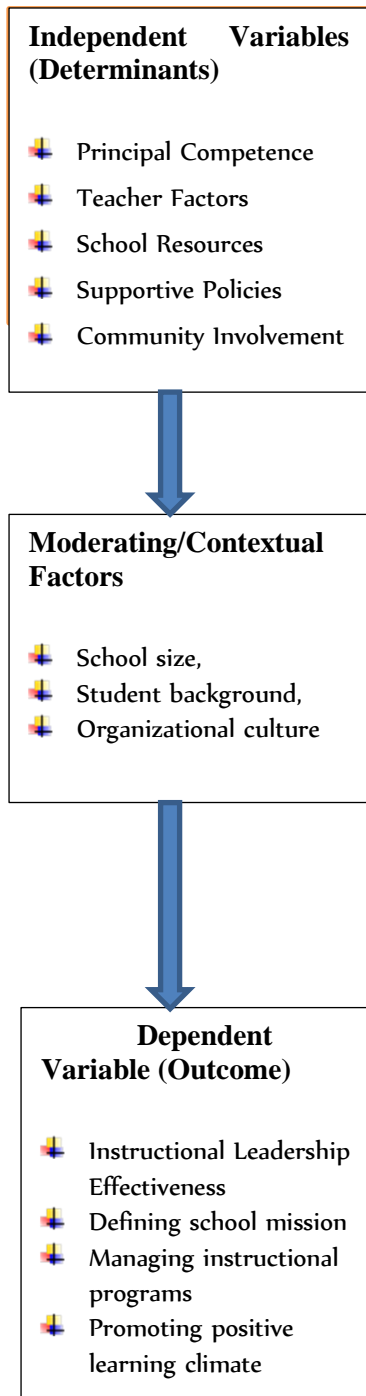 Independent Variables
(Determinants)
Principal Competence
Teacher Factors
School Resources
Supportive Policies
Community Involvement
Moderating/Contextual
Factors
School size,
Student background,
Organizational culture
Dependent
Variable (Outcome)
Instructional Leadership
Effectiveness
Defining school mission
Managing instructional
programs
Promoting positive
learning climate